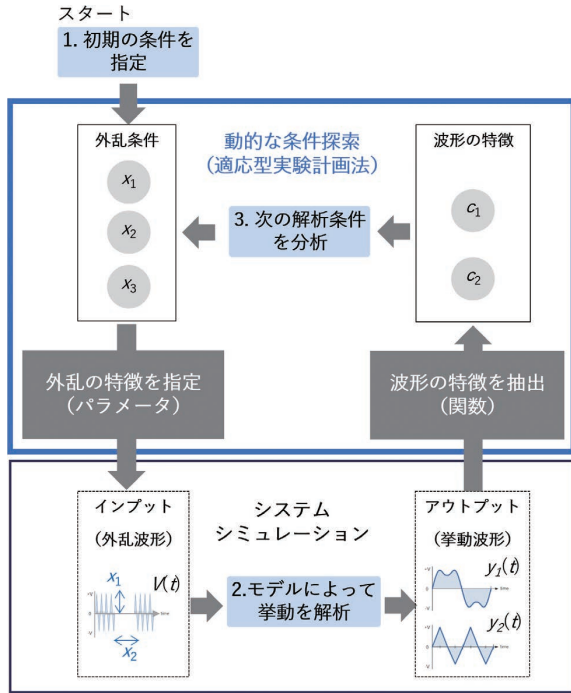 スタート
1. 初期の条件を
指定
外乱条件
x1
x2
x3
動的な条件探索
(適応型実験計画法)
3. 次の解析条件
を分析
波形の特徴
c1
c2
外乱の特徴を指定
(パラメータ)
波形の特徴を抽出
(関数)
インプット
(外乱波形)
+V
0
-V
x1
x2
V(t)
time
システム
シミュレーション
2.モデルによって
挙動を解析
アウトプット
(挙動波形)
+V
0
-V
y1(t)
time
+V
0
-V
y2(t)
time